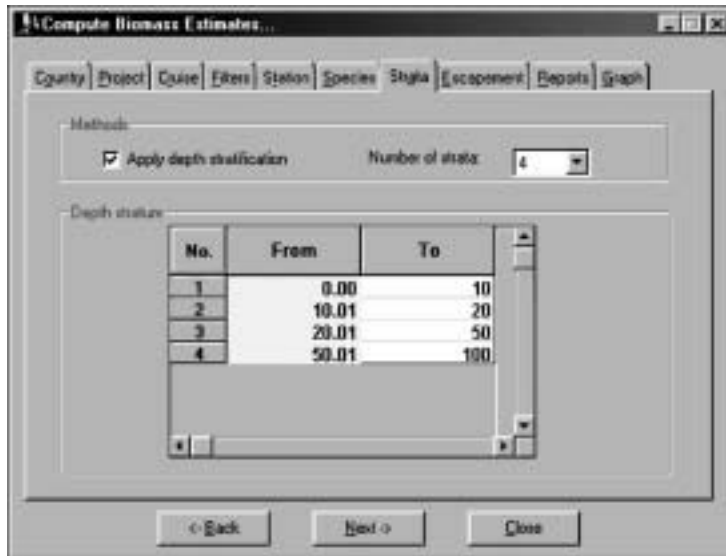 Compute Biomass Estimates...
Country Project Cruise Filters Station Species Strata Escapement Reports Graph
Methods
Apply depth stratification Number of strata: 4
Depth stratum
No. From To
1 0.00 10
2 10.01 20
3 20.01 50
4 50.01 100
<- Back Next -> Close